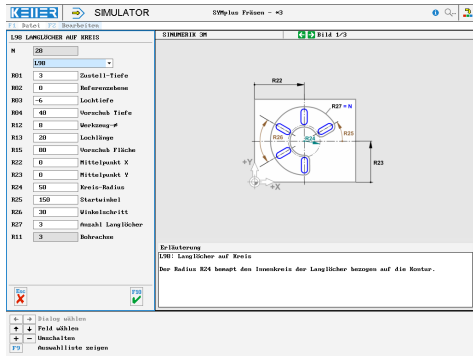 KELLER SIMULATOR SYMplus Fräsen - *3
F1 Datei F2 Bearbeiten
L98 LANGLÖCHER AUF KREIS
N 28
L98
R01 3 Zustell-Tiefe
R02 0 Referenzebene
R03 -6 Lochtiefe
R04 40 Vorschub Tiefe
R12 0 Werkzeug-Ø
R13 20 Lochlänge
R15 80 Vorschub Fläche
R22 0 Mittelpunkt X
R23 0 Mittelpunkt Y
R24 50 Kreis-Radius
R25 150 Startwinkel
R26 30 Winkelschritt
R27 3 Anzahl Langlöcher
R11 3 Bohrachse
Esc
F10
SINUMERIK 3M
Bild 1/3
R22
R27 = N
R26
R24
R25
R23
+Y
+X
Erläuterung
L98: Langlöcher auf Kreis
Der Radius R24 bemaßt den Innenkreis der Langlöcher bezogen auf die Kontur.
← → Dialog wählen
↑ ↓ Feld wählen
+ - Umschalten
F9 Auswahlliste zeigen